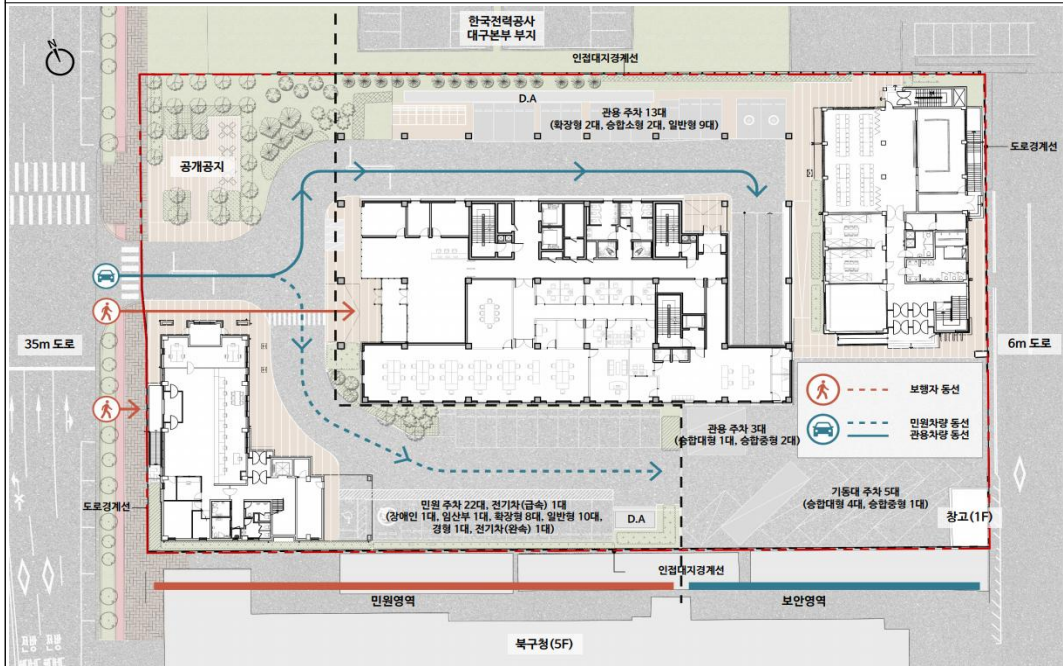 한국전력공사
대구본부 부지
인접대지경계선
N
D.A
관용 주차 13대
(확장형 2대, 승합소형 2대, 일반형 9대)
공개공지
도로경계선
35m 도로
6m 도로
보행자 동선
민원차량 동선
관용차량 동선
관용 주차 3대
(승합대형 1대, 승합중형 2대)
기동대 주차 5대
(승합대형 4대, 승합중형 1대)
창고(1F)
도로경계선
민원 주차 22대, 전기차(급속) 1대
(장애인 1대, 임산부 1대, 확장형 8대, 일반형 10대,
경형 1대, 전기차(완속) 1대)
D.A
인접대지경계선
민원영역
보안영역
북구청(5F)